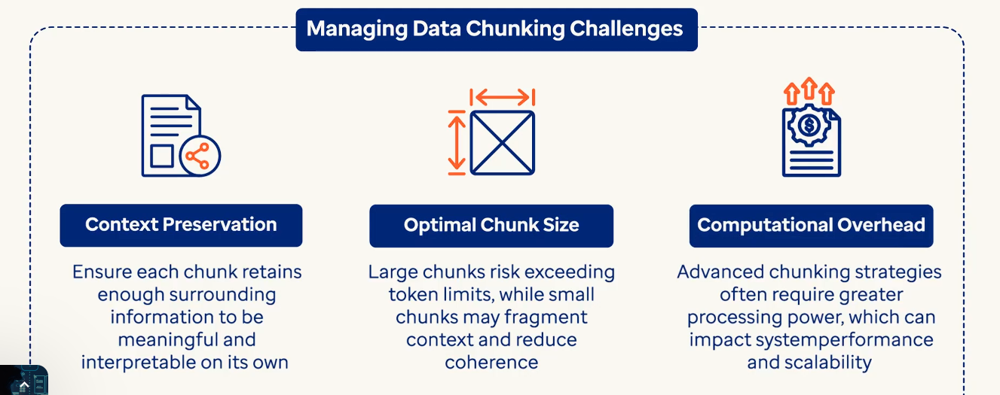 Managing Data Chunking Challenges
Context Preservation
Ensure each chunk retains
enough surrounding
information to be
meaningful and
interpretable on its own
Optimal Chunk Size
Large chunks risk exceeding
token limits, while small
chunks may fragment
context and reduce
coherence
Computational Overhead
Advanced chunking strategies
often require greater
processing power, which can
impact systemperformance
and scalability
$